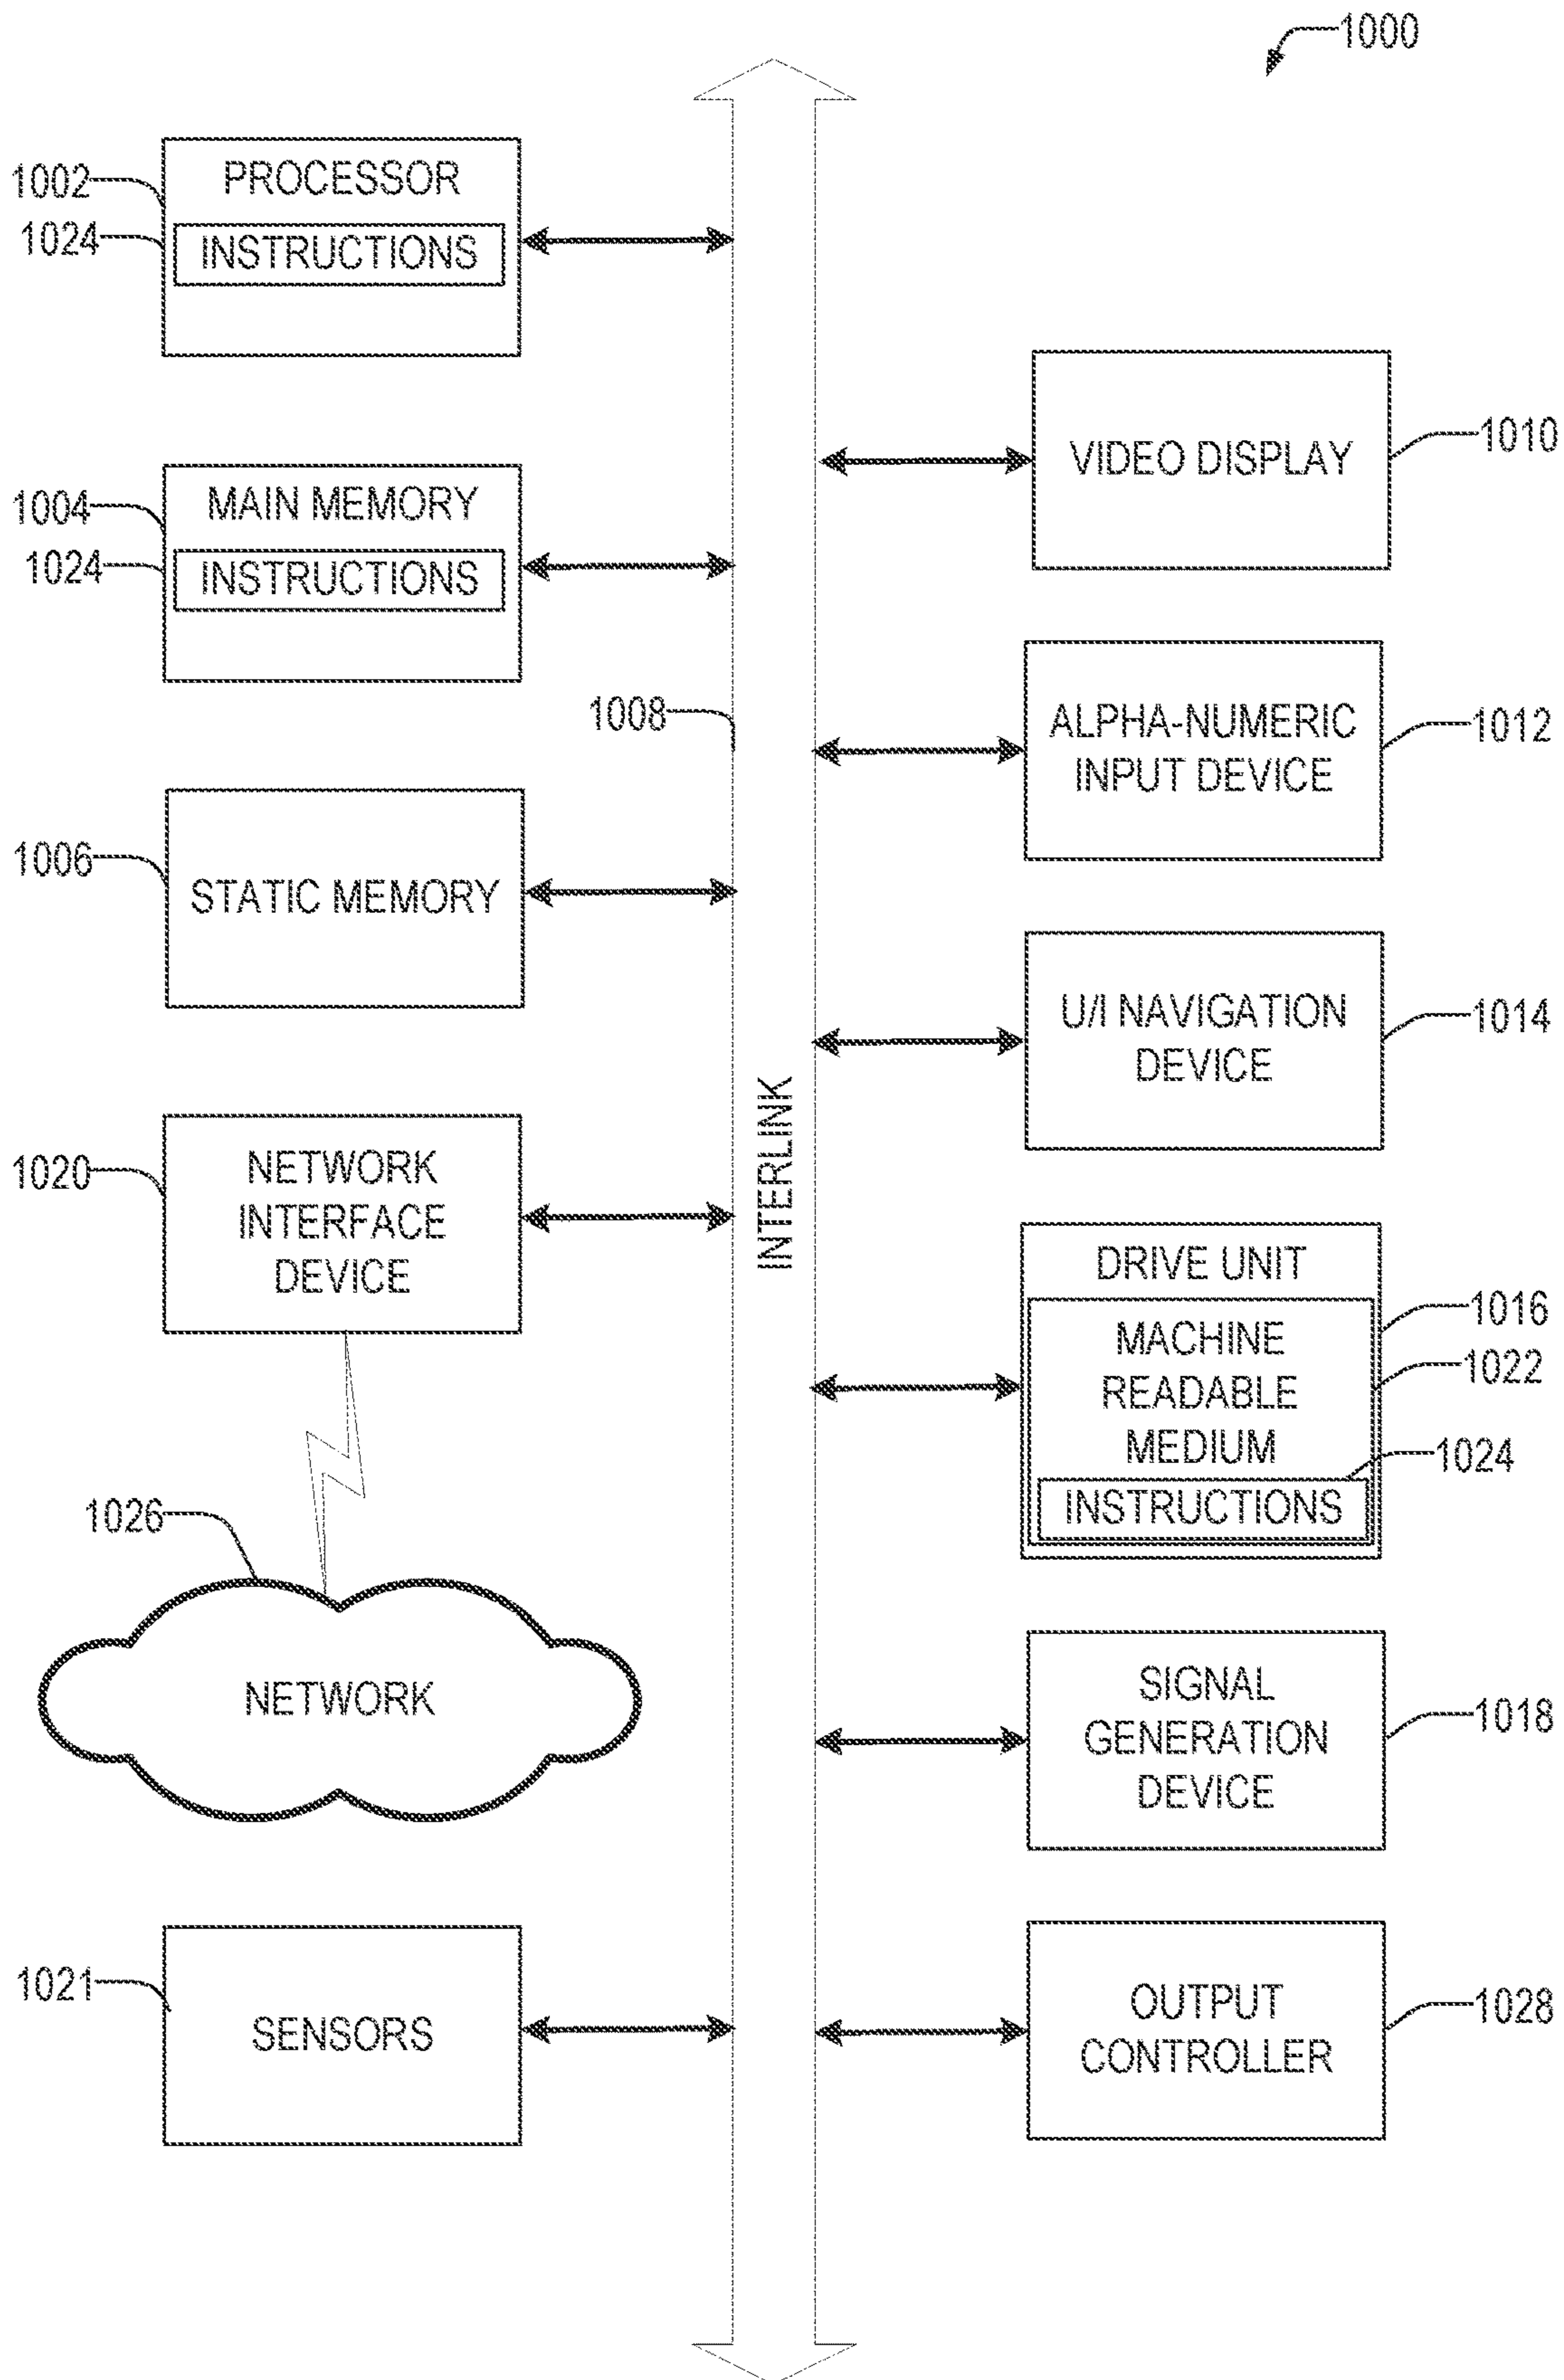 1000
1002
PROCESSOR
1024
INSTRUCTIONS
1004
MAIN MEMORY
1024
INSTRUCTIONS
1008
1006
STATIC MEMORY
1020
NETWORK
INTERFACE
DEVICE
1026
NETWORK
1021
SENSORS
INTERLINK
VIDEO DISPLAY
1010
ALPHA-NUMERIC
INPUT DEVICE
1012
U/I NAVIGATION
DEVICE
1014
DRIVE UNIT
1016
MACHINE
READABLE
MEDIUM
1022
1024
INSTRUCTIONS
SIGNAL
GENERATION
DEVICE
1018
OUTPUT
CONTROLLER
1028